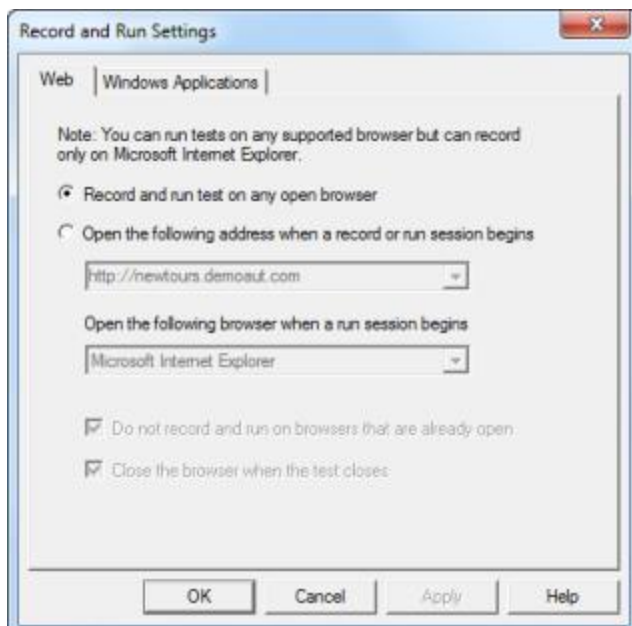 Record and Run Settings
Web
Windows Applications
Note: You can run tests on any supported browser but can record
only on Microsoft Internet Explorer.
Record and run test on any open browser
Open the following address when a record or run session begins
http://newtours.demoaut.com
Open the following browser when a run session begins
Microsoft Internet Explorer
Do not record and run on browsers that are already open
Close the browser when the test closes
OK
Cancel
Apply
Help